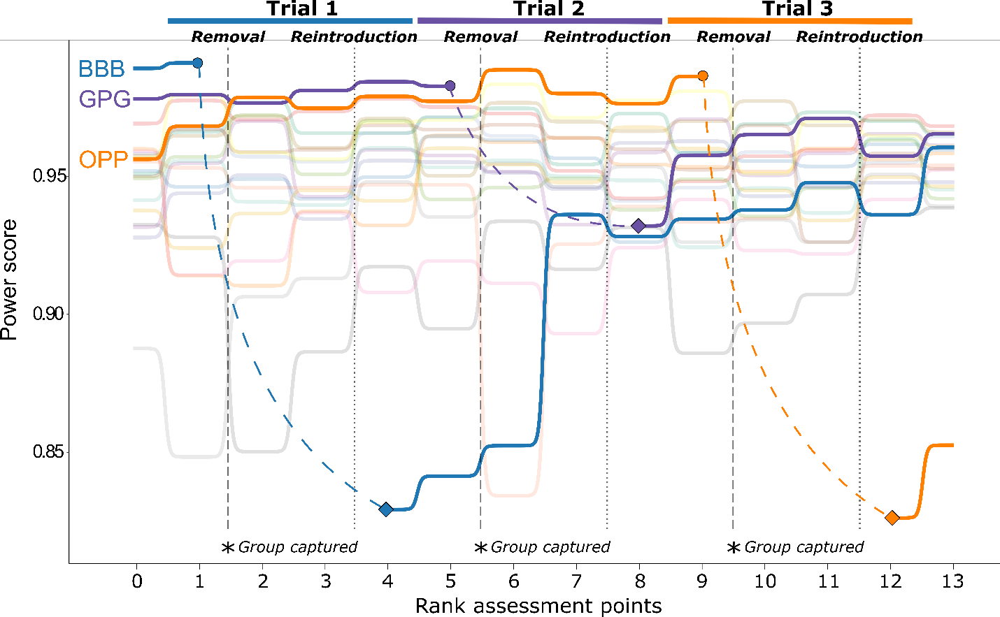 Trial 1 Trial 2 Trial 3
Removal Reintroduction Removal Reintroduction Removal Reintroduction
BBB
GPG
OPP
0.95
0.90
0.85
Power score
*Group captured *Group captured *Group captured
0 1 2 3 4 5 6 7 8 9 10 11 12 13
Rank assessment points